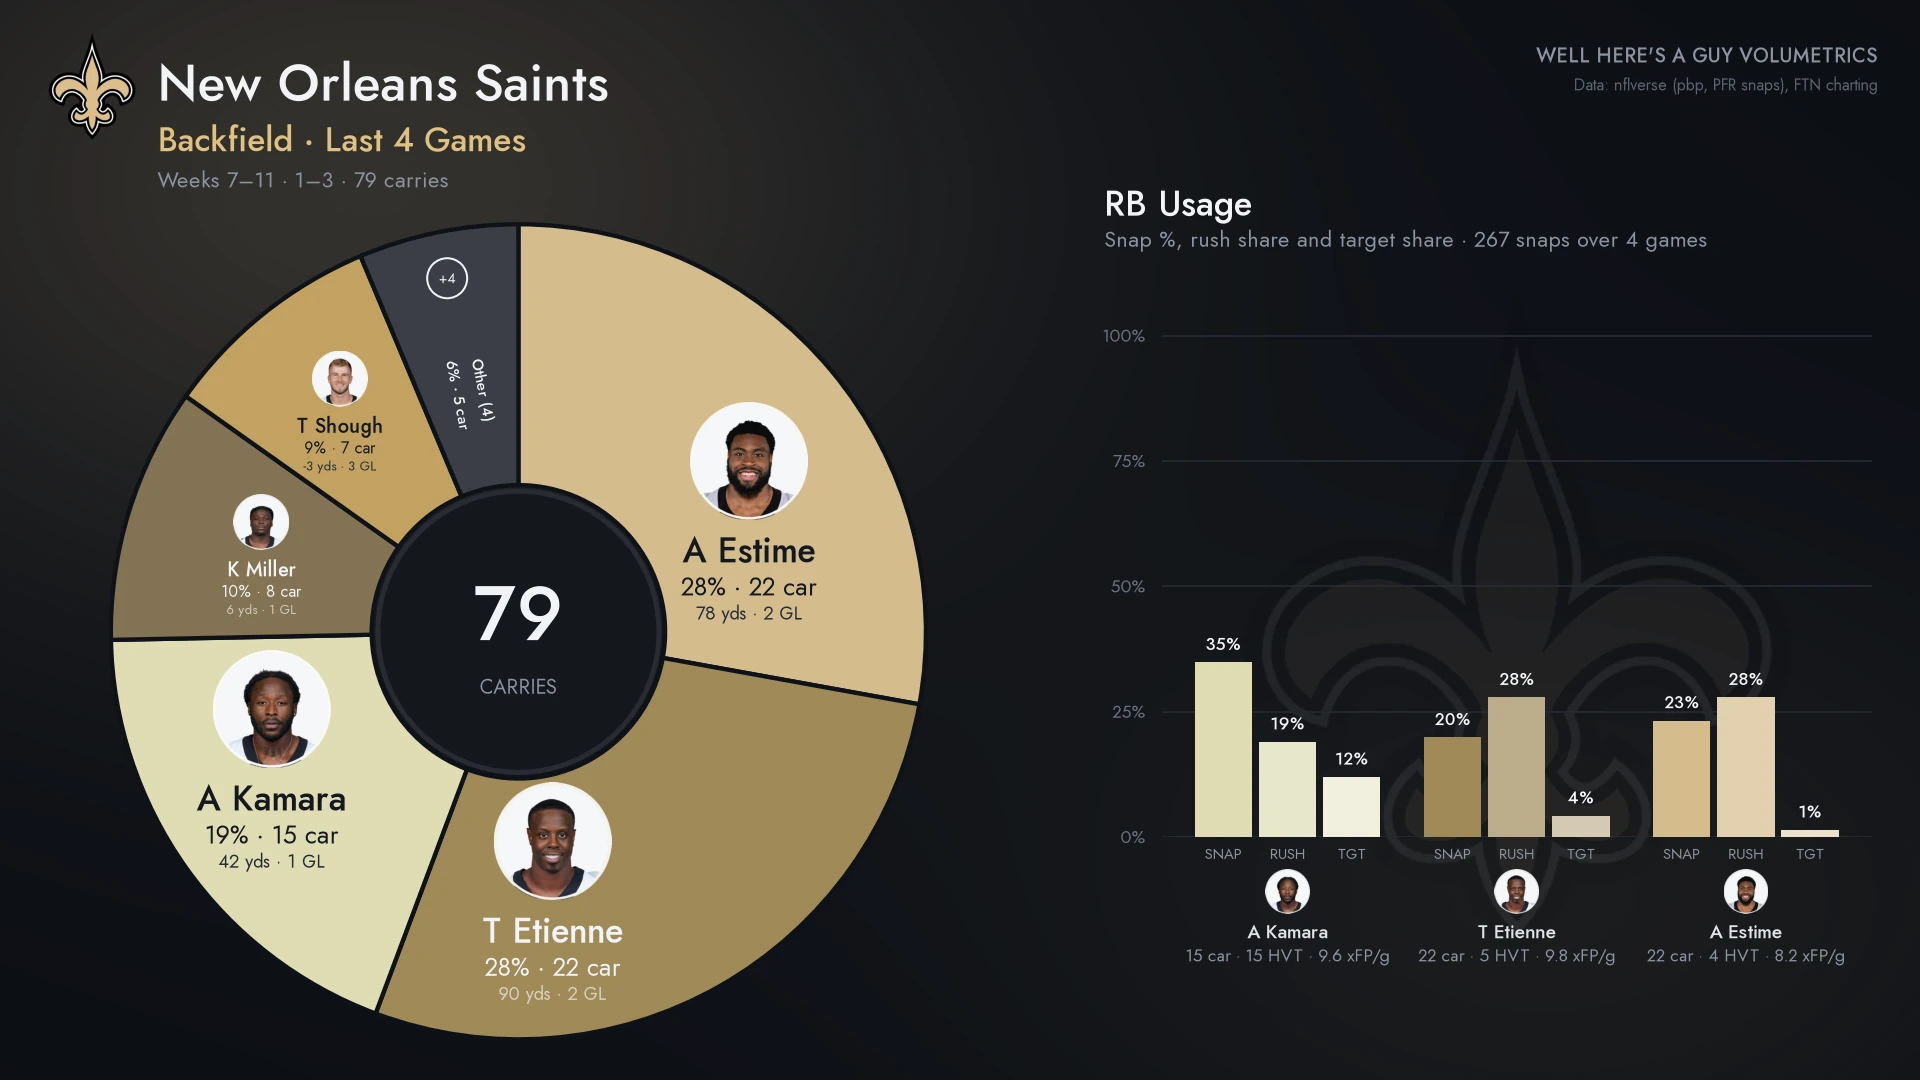 New Orleans Saints
Backfield · Last 4 Games
Weeks 7–11 · 1–3 · 79 carries
WELL HERE'S A GUY VOLUMETRICS
Data: nflverse (pbp, PFR snaps), FTN charting
+4
Other (4)
6% · 5 car
T Shough
9% · 7 car
-3 yds · 3 GL
A Estime
28% · 22 car
78 yds · 2 GL
K Miller
10% · 8 car
6 yds · 1 GL
79
CARRIES
A Kamara
19% · 15 car
42 yds · 1 GL
T Etienne
28% · 22 car
90 yds · 2 GL
RB Usage
Snap %, rush share and target share · 267 snaps over 4 games
100%
75%
50%
25%
0%
35%
19%
12%
20%
28%
4%
23%
28%
1%
SNAP RUSH TGT SNAP RUSH TGT SNAP RUSH TGT
A Kamara
15 car · 15 HVT · 9.6 xFP/g
T Etienne
22 car · 5 HVT · 9.8 xFP/g
A Estime
22 car · 4 HVT · 8.2 xFP/g